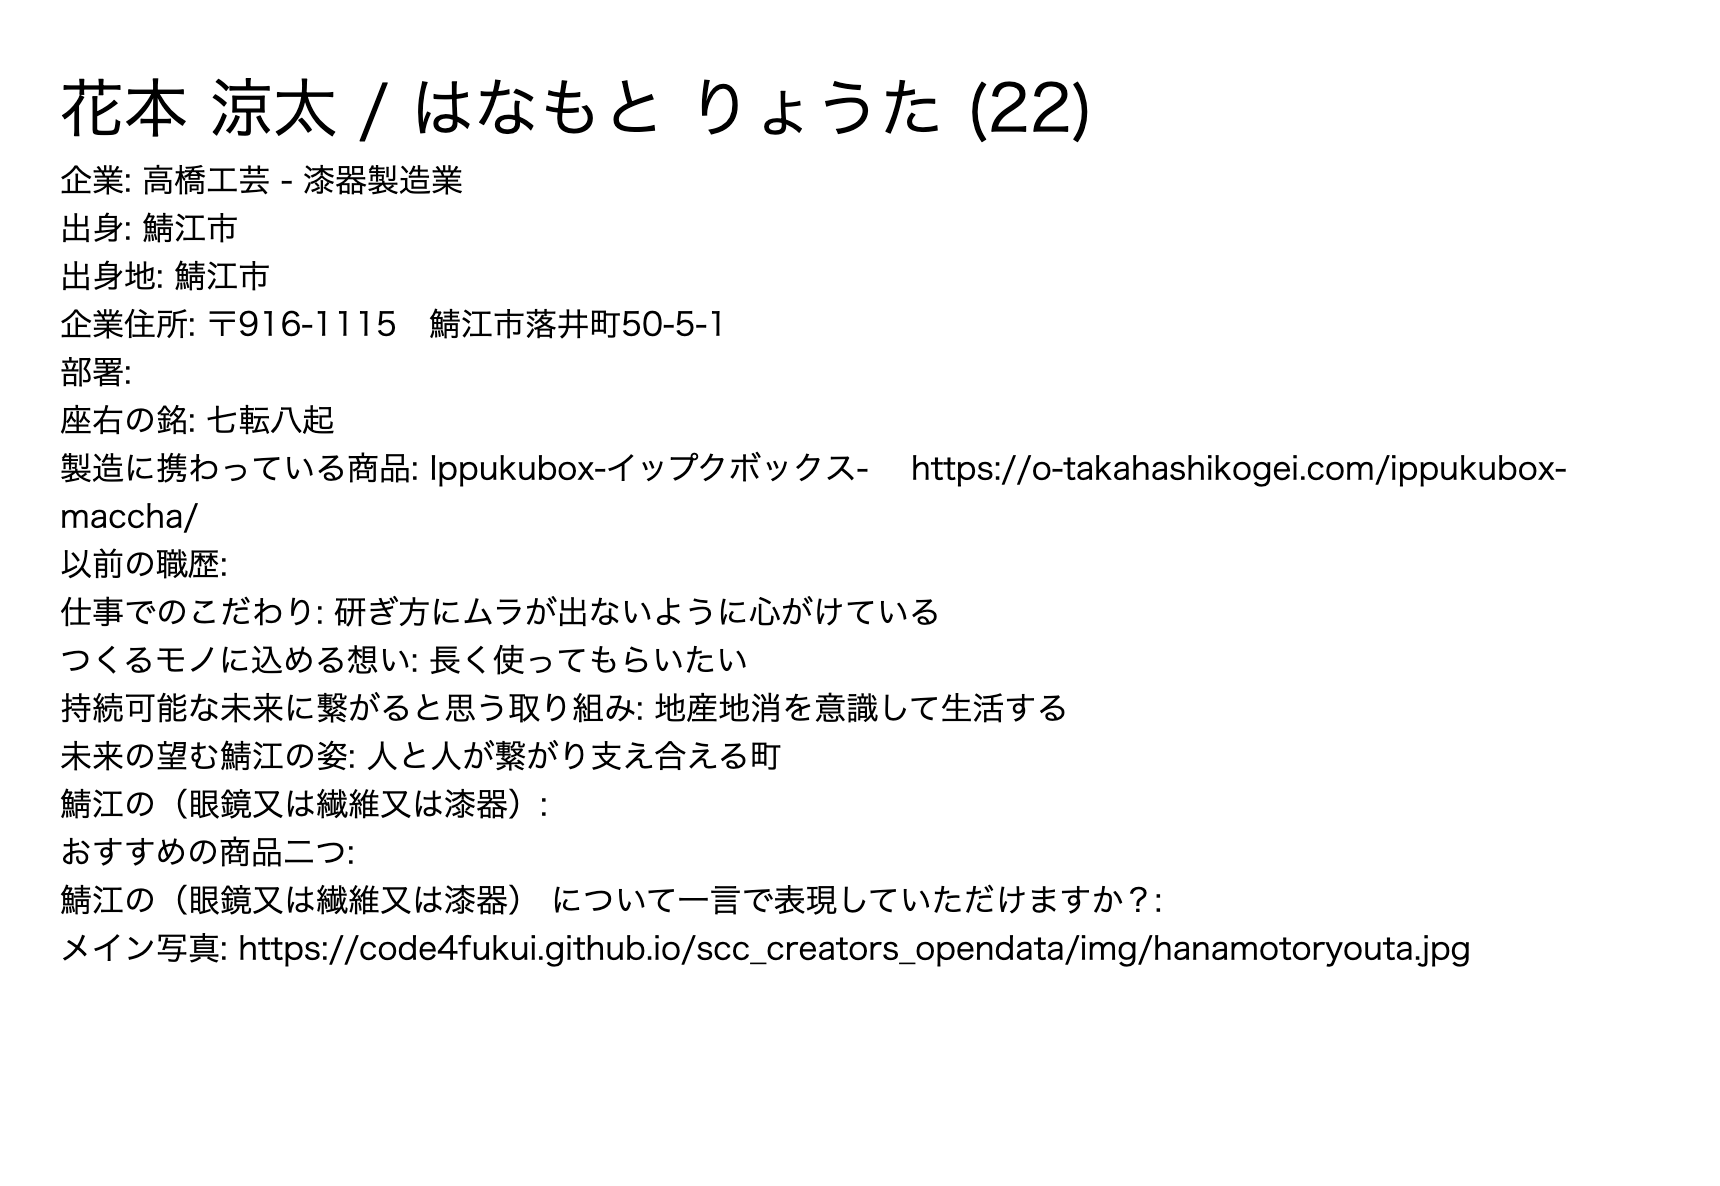 花本 涼太 / はなもと りょうた (22)
企業: 高橋工芸 - 漆器製造業
出身: 鯖江市
出身地: 鯖江市
企業住所: 〒916-1115　鯖江市落井町50-5-1
部署:
座右の銘: 七転八起
製造に携わっている商品: Ippukubox-イップクボックス-　 https://o-takahashikogei.com/ippukubox-
maccha/
以前の職歴:
仕事でのこだわり: 研ぎ方にムラが出ないように心がけている
つくるモノに込める想い: 長く使ってもらいたい
持続可能な未来に繋がると思う取り組み: 地産地消を意識して生活する
未来の望む鯖江の姿: 人と人が繋がり支え合える町
鯖江の（眼鏡又は繊維又は漆器）:
おすすめの商品二つ:
鯖江の（眼鏡又は繊維又は漆器） について一言で表現していただけますか？:
メイン写真: https://code4fukui.github.io/scc_creators_opendata/img/hanamotoryouta.jpg